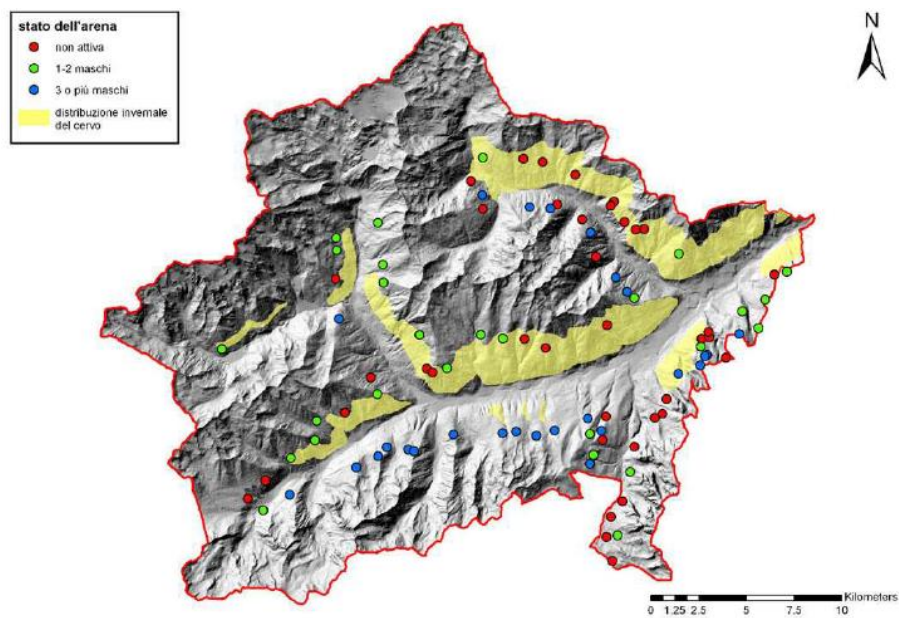 stato dell'arena
non attiva
1-2 maschi
3 o più maschi
distribuzione invernale
del cervo
N
Kilometers
0 1.25 2.5 5 7.5 10